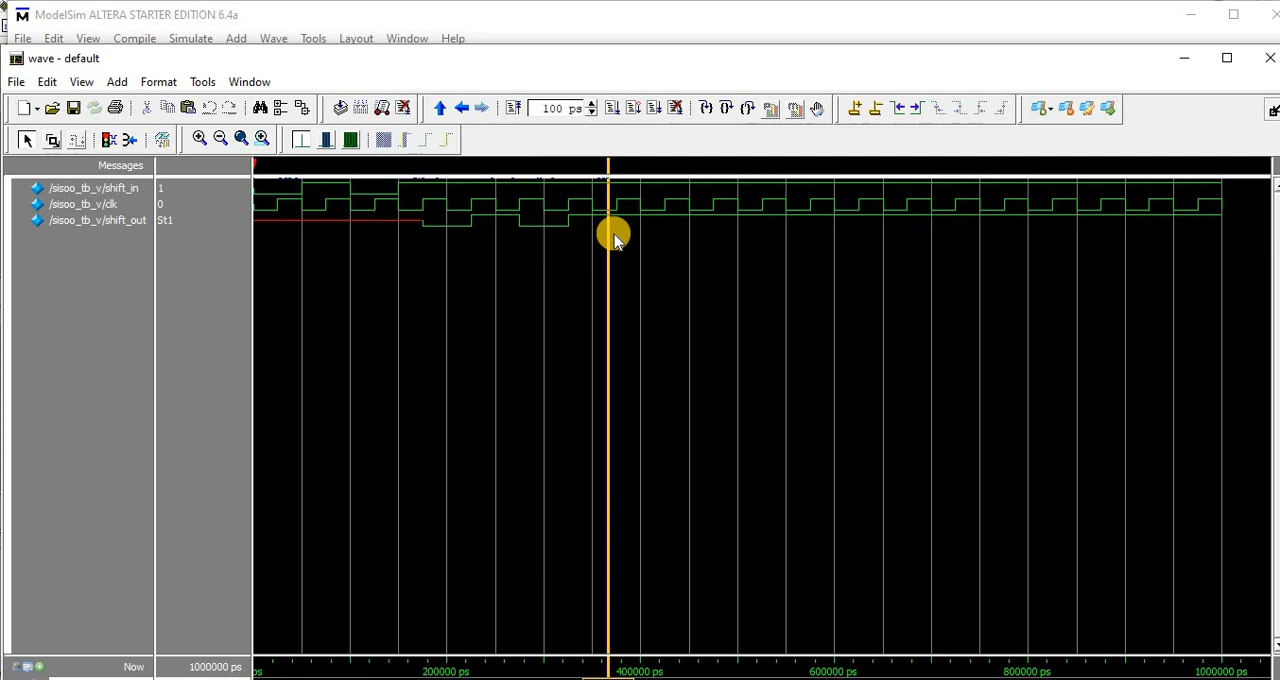 ModelSim ALTERA STARTER EDITION 6.4a
File Edit View Compile Simulate Add Wave Tools Layout Window Help
wave - default
File Edit View Add Format Tools Window
100 ps
Messages
/sisoo_tb_v/shift_in 1
/sisoo_tb_v/clk 0
/sisoo_tb_v/shift_out St1
Now 1000000 ps
ps 200000 ps 400000 ps 600000 ps 800000 ps 1000000 ps